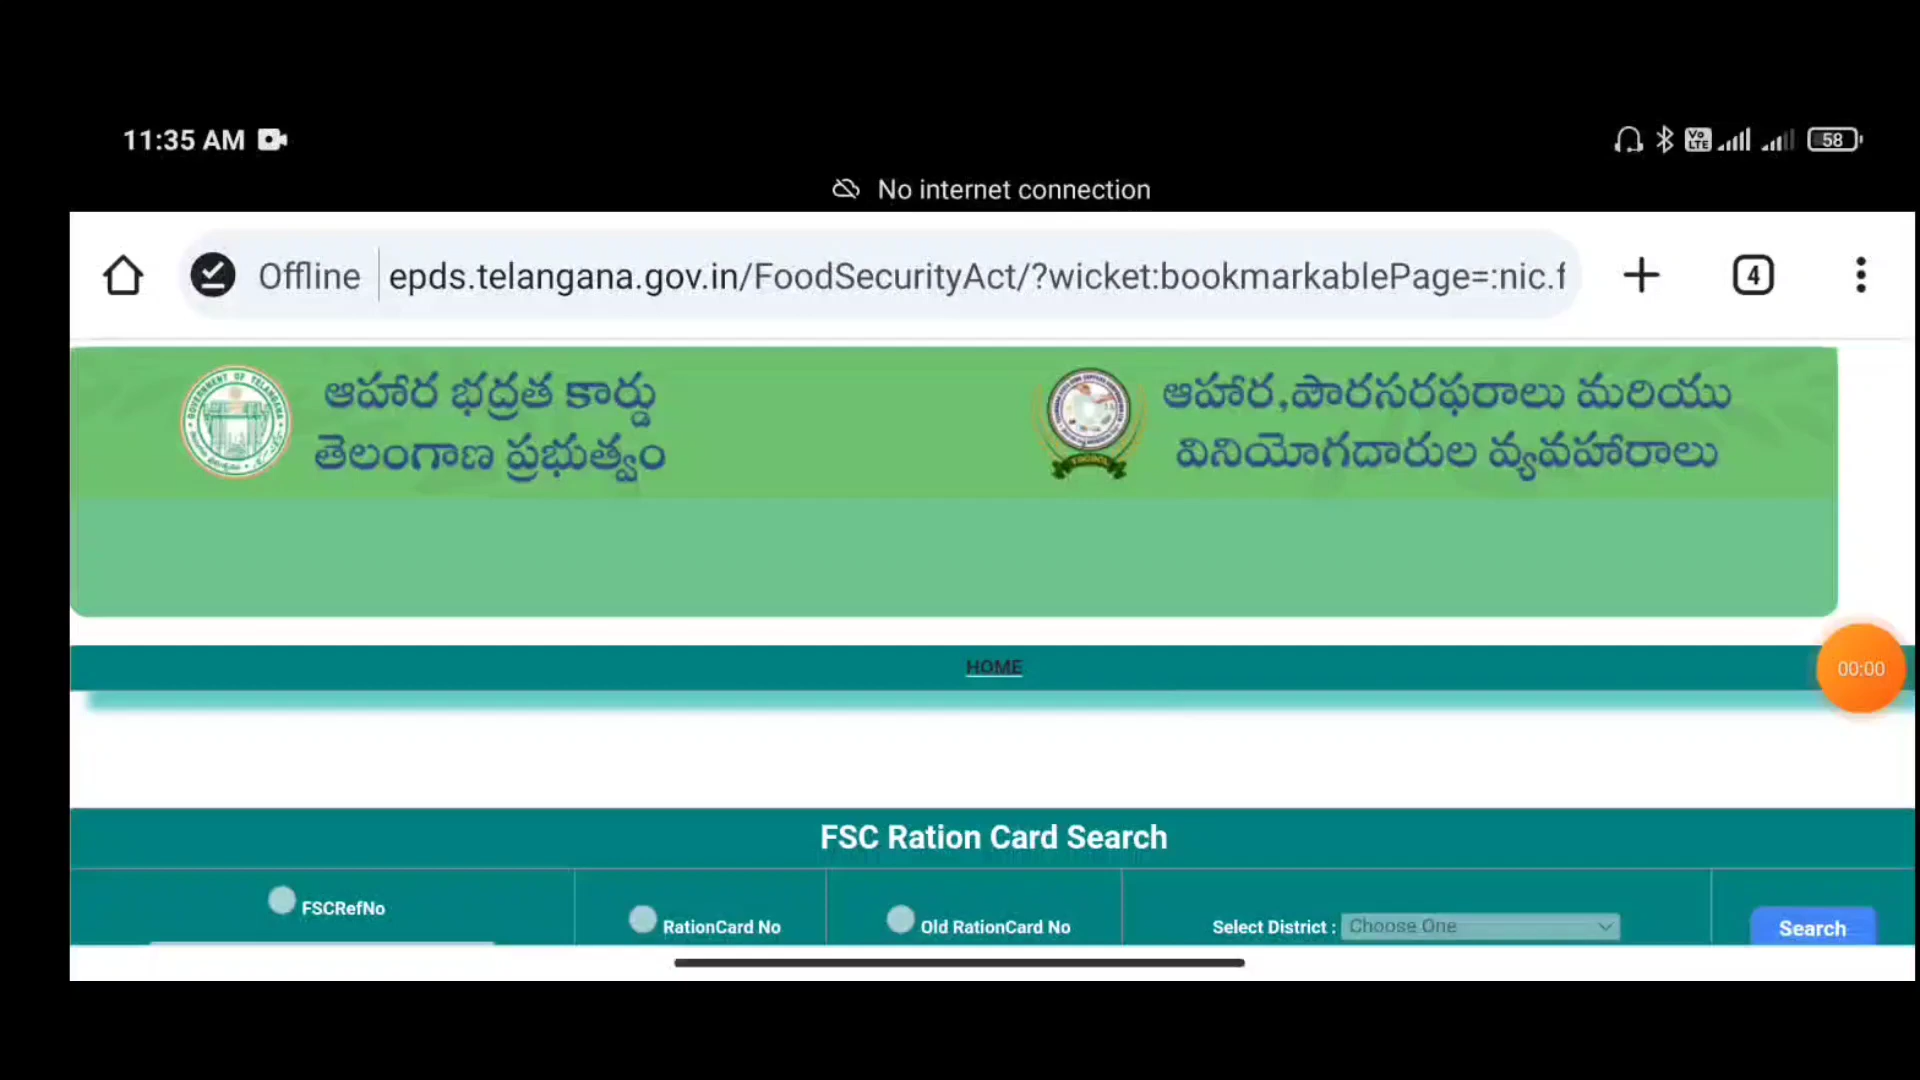 11:35 AM
Vo LTE
58
No internet connection
Offline
epds.telangana.gov.in/FoodSecurityAct/?wicket:bookmarkablePage=:nic.f
4
ఆహార భద్రత కార్డు
తెలంగాణ ప్రభుత్వం
ఆహార,పౌరసరఫరాలు మరియు
వినియోగదారుల వ్యవహారాలు
HOME
00:00
FSC Ration Card Search
FSCRefNo
RationCard No
Old RationCard No
Select District :
Choose One
Search